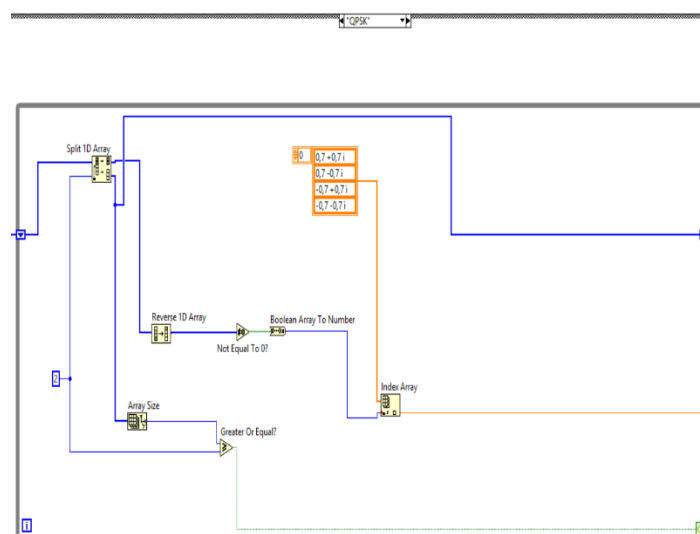 "QPSK"
Split 1D Array
0
0,7 +0,7 i
0,7 -0,7 i
-0,7 +0,7 i
-0,7 -0,7 i
Reverse 1D Array
Boolean Array To Number
Not Equal To 0?
2
Index Array
Array Size
Greater Or Equal?
i